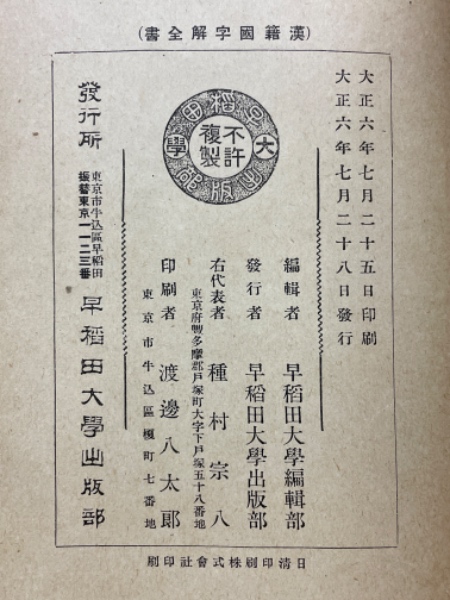 (漢籍國字解全書)
大正六年七月二十五日印刷
大正六年七月二十八日發行
早稻田大學出版部
不許複製
編輯者 早稻田大學編輯部
發行者 早稻田大學出版部
右代表者 種村宗八
東京府豐多摩郡戶塚町大字下戶塚五十八番地
印刷者 渡邊八太郞
東京市牛込區榎町七番地
發行所 東京市牛込區早稻田 早稻田大學出版部
振替東京一一二三番
日清印刷株式會社印刷